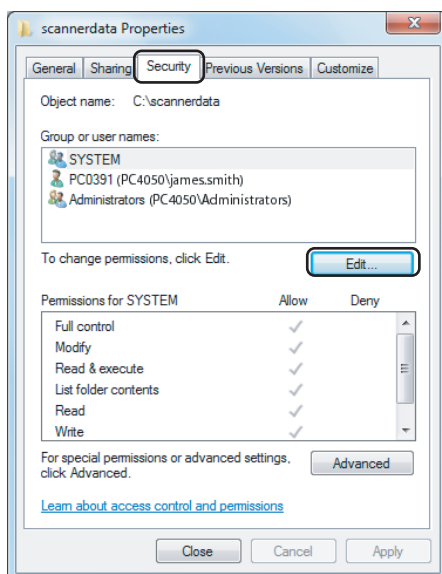 scannerdata Properties
General Sharing Security Previous Versions Customize
Object name: C:\scannerdata
Group or user names:
SYSTEM
PC0391 (PC4050\james.smith)
Administrators (PC4050\Administrators)
To change permissions, click Edit.
Edit...
Permissions for SYSTEM Allow Deny
Full control
Modify
Read & execute
List folder contents
Read
Write
For special permissions or advanced settings,
click Advanced.
Advanced
Learn about access control and permissions
Close Cancel Apply